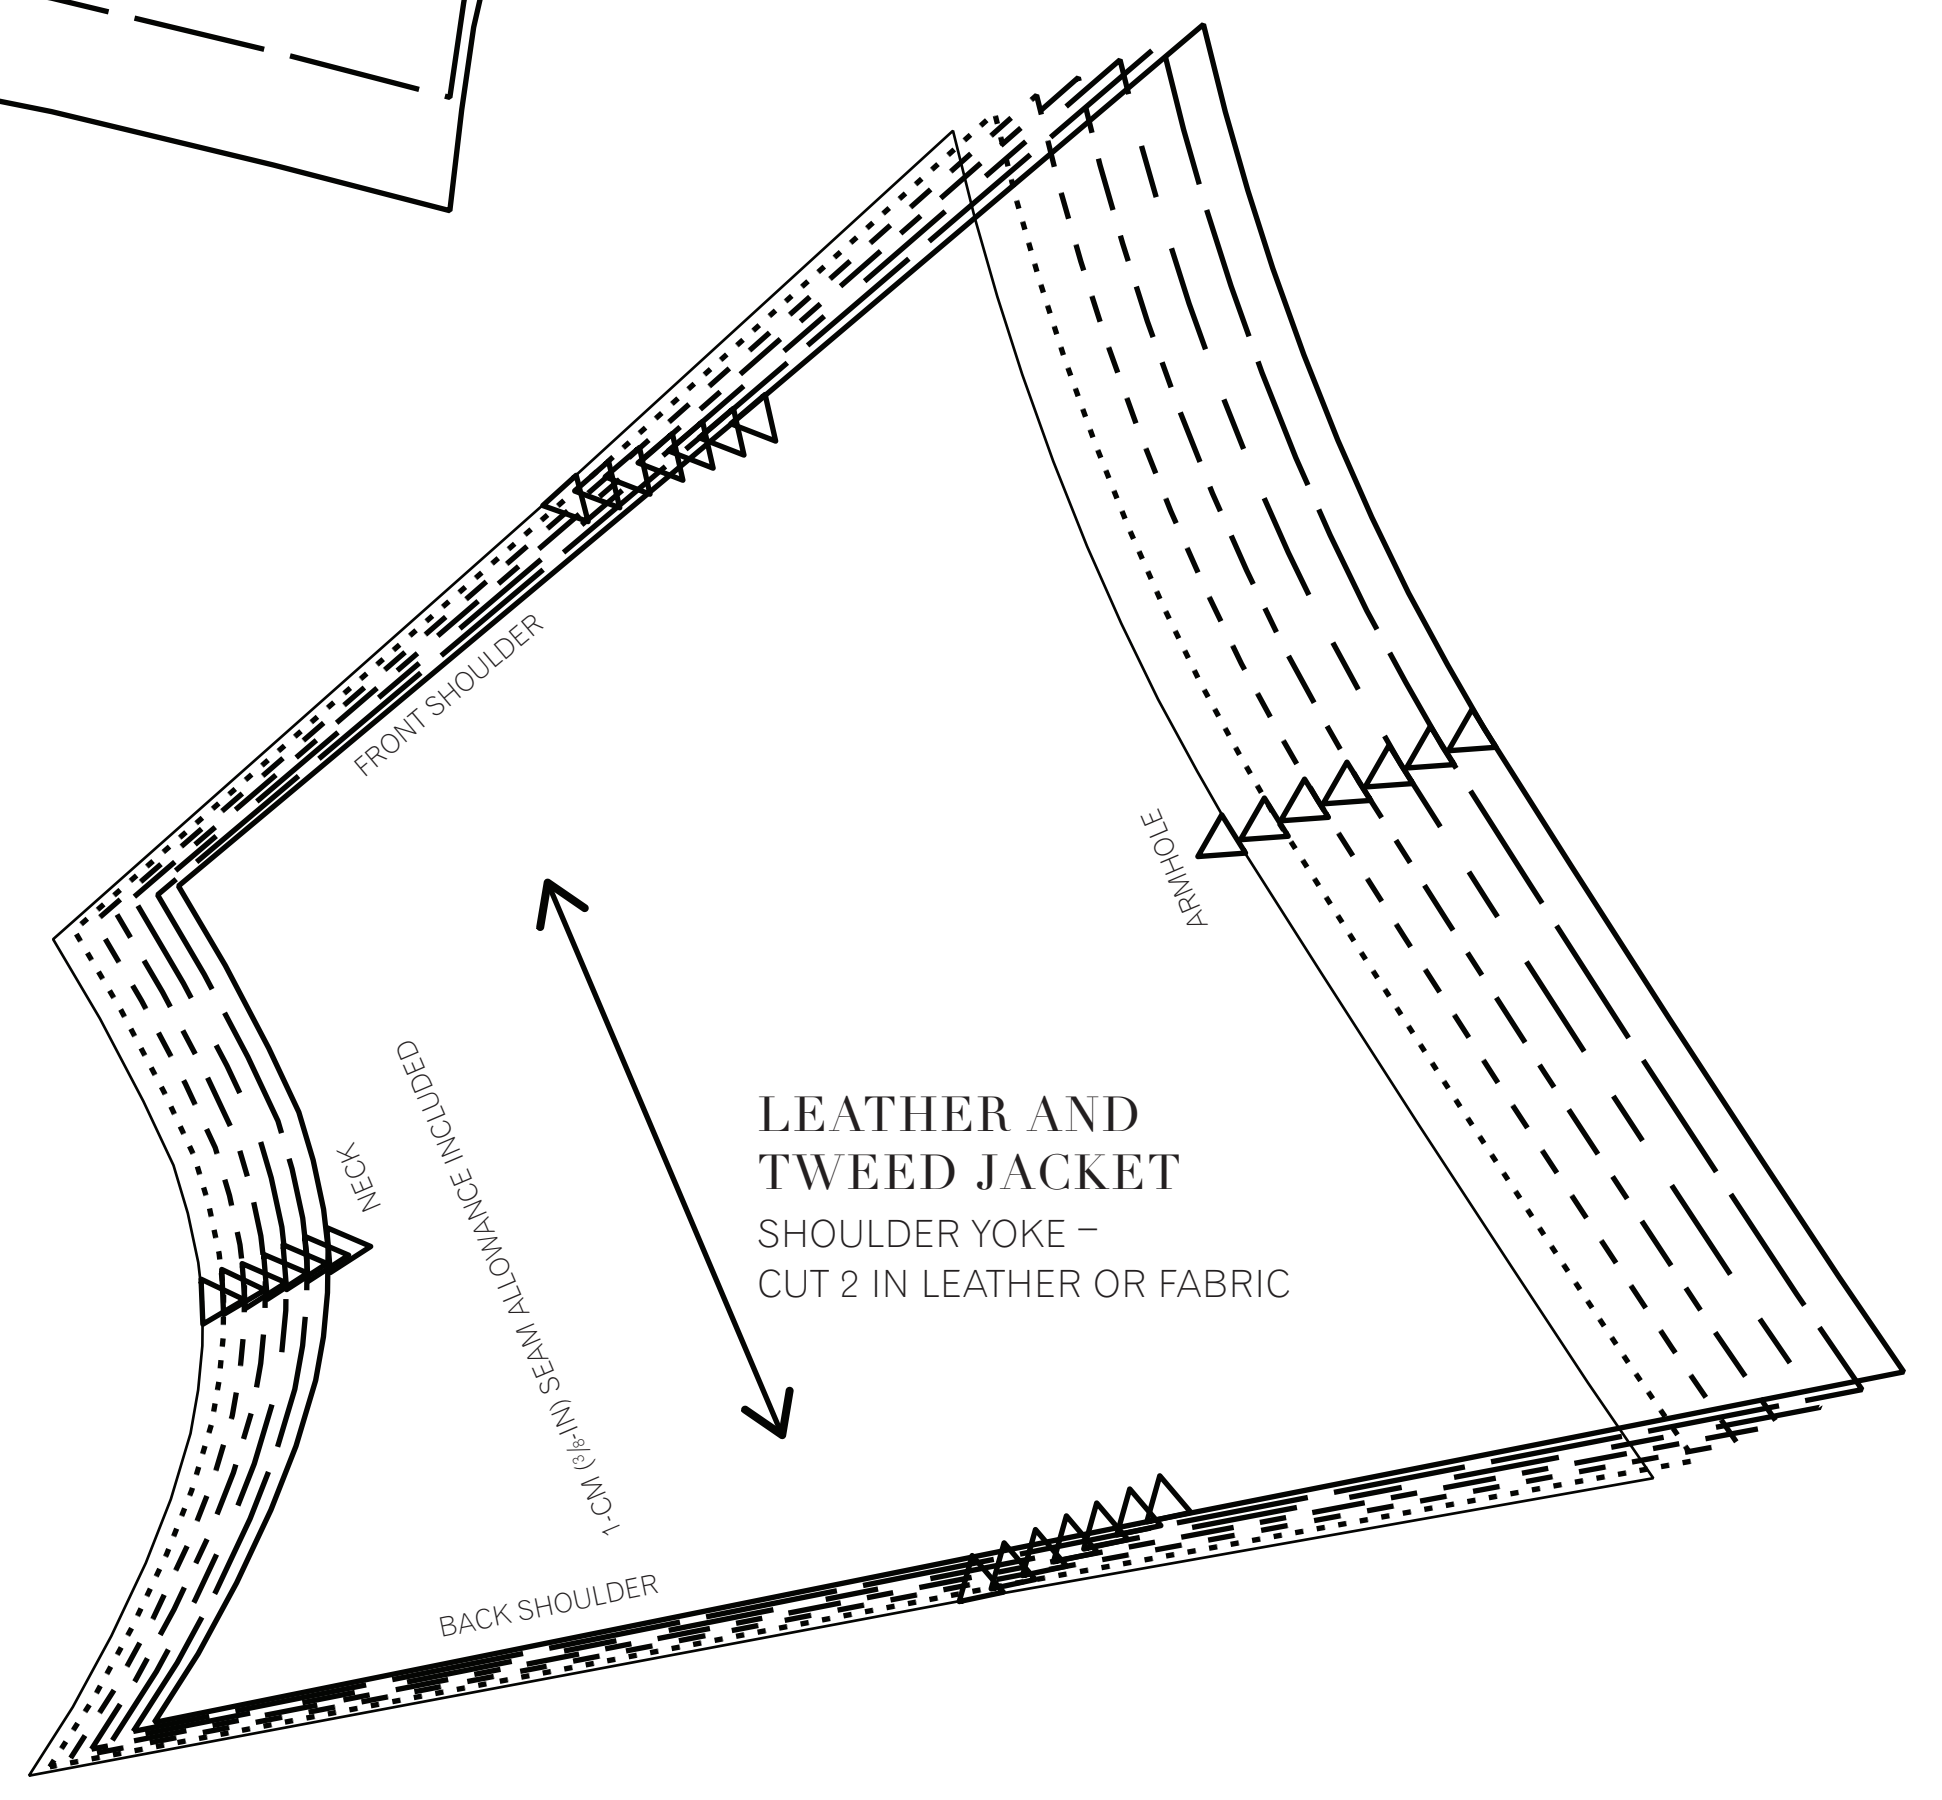 FRONT SHOULDER
ARMHOLE
NECK
1-CM (3/8-IN) SEAM ALLOWANCE INCLUDED
LEATHER AND
TWEED JACKET
SHOULDER YOKE –
CUT 2 IN LEATHER OR FABRIC
BACK SHOULDER